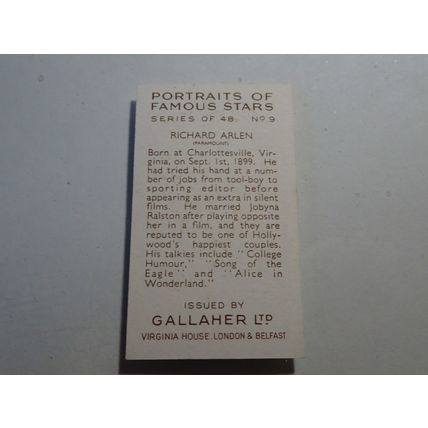 PORTRAITS OF
FAMOUS STARS
SERIES OF 48. Nº 9
RICHARD ARLEN
(PARAMOUNT)
Born at Charlottesville, Vir-
ginia, on Sept. 1st, 1899. He
had tried his hand at a num-
ber of jobs from tool-boy to
sporting editor before
appearing as an extra in silent
films. He married Jobyna
Ralston after playing opposite
her in a film, and they are
reputed to be one of Holly-
wood's happiest couples.
His talkies include "College
Humour," "Song of the
Eagle" and "Alice in
Wonderland."
ISSUED BY
GALLAHER LTD
VIRGINIA HOUSE. LONDON & BELFAST